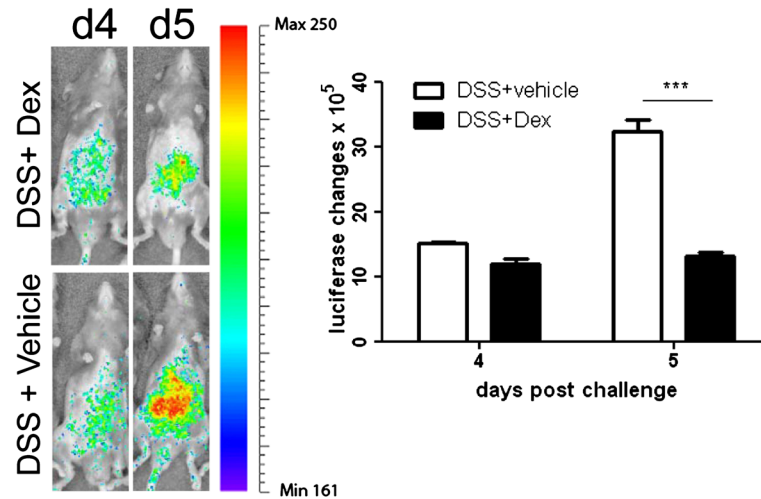 d4 d5
DSS+ Dex
DSS + Vehicle
Max 250
Min 161
luciferase changes x 10⁵
40
30
20
10
0
DSS+vehicle
DSS+Dex
***
4 5
days post challenge